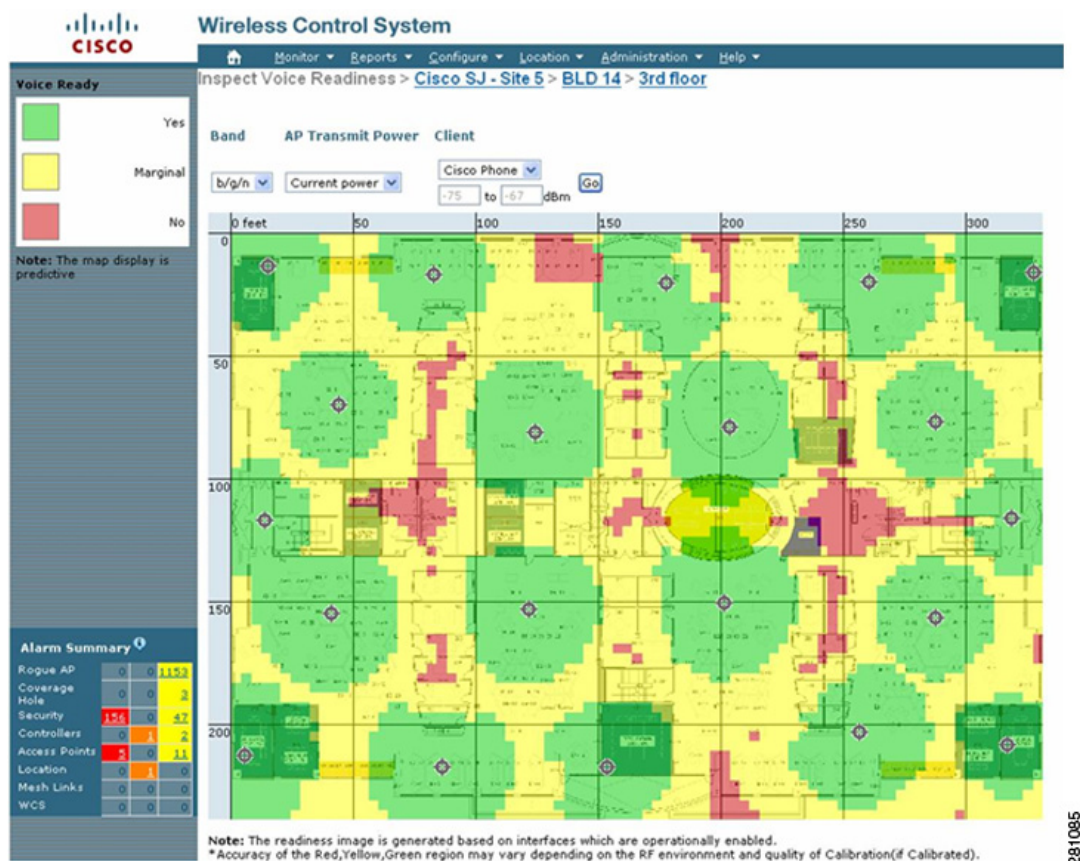 CISCO
Wireless Control System
Monitor Reports Configure Location Administration Help
Inspect Voice Readiness > Cisco SJ - Site 5 > BLD 14 > 3rd floor
Voice Ready
Yes
Marginal
No
Note: The map display is
predictive
Band AP Transmit Power Client
b/g/n Current power Cisco Phone
-75 to -67 dBm Go
0 feet 50 100 150 200 250 300
0
50
100
150
200
Alarm Summary
Rogue AP 0 0 1153
Coverage
Hole 0 0 3
Security 156 0 47
Controllers 0 1 2
Access Points 5 0 11
Location 0 1 0
Mesh Links 0 0 0
WCS 0 0 0
Note: The readiness image is generated based on interfaces which are operationally enabled.
*Accuracy of the Red,Yellow,Green region may vary depending on the RF environment and quality of Calibration(if Calibrated).